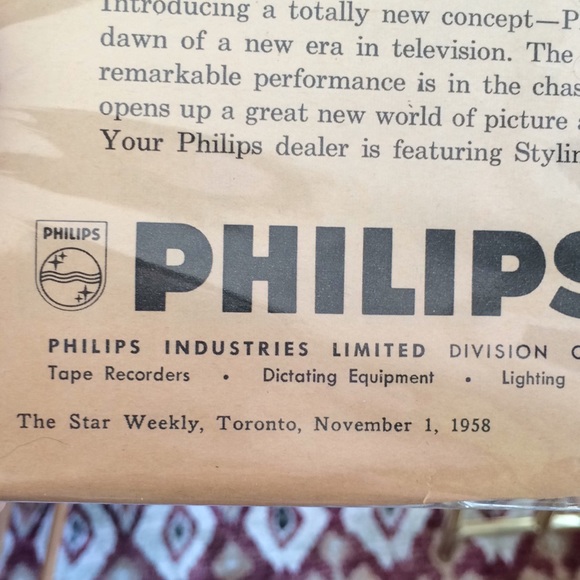 Introducing a totally new concept—P
dawn of a new era in television. The
remarkable performance is in the chas
opens up a great new world of picture
Your Philips dealer is featuring Stylin
PHILIPS
PHILIPS
PHILIPS INDUSTRIES LIMITED DIVISION
Tape Recorders • Dictating Equipment • Lighting
The Star Weekly, Toronto, November 1, 1958